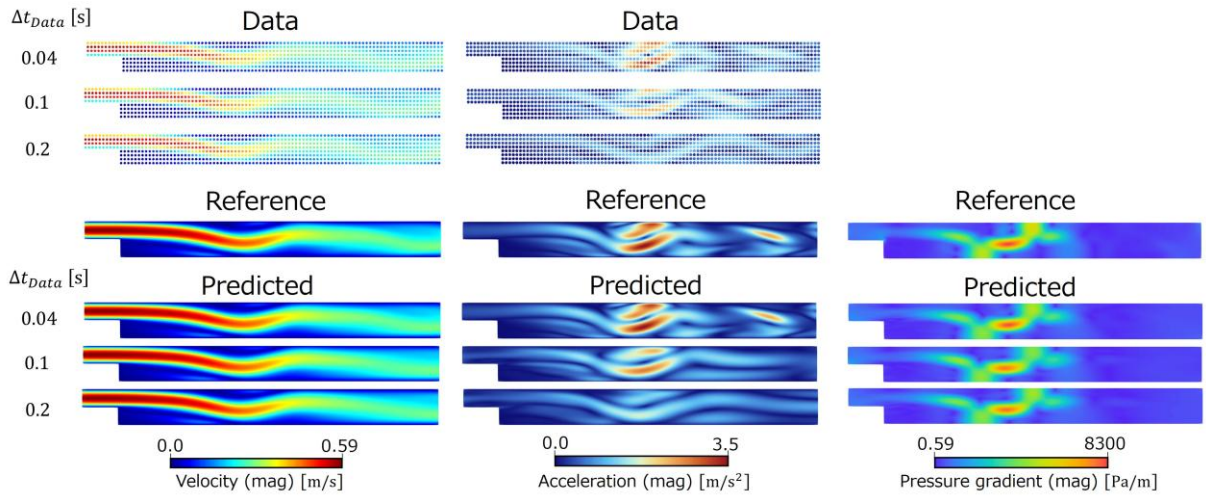 Δt_Data [s] Data Data
0.04
0.1
0.2
Reference Reference Reference
Δt_Data [s] Predicted Predicted Predicted
0.04
0.1
0.2
0.0 0.59 0.0 3.5 0.59 8300
Velocity (mag) [m/s] Acceleration (mag) [m/s²] Pressure gradient (mag) [Pa/m]